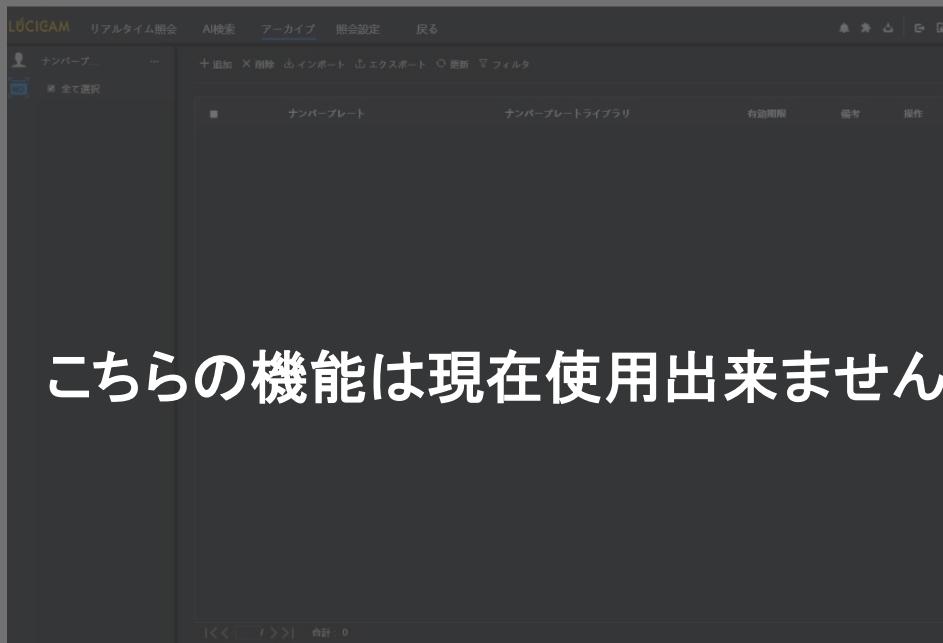 LUCICAM リアルタイム照会 AI検索 アーカイブ 照会設定 戻る
ナンバープ... ... 追加 削除 インポート エクスポート 更新 フィルタ
全て選択
ナンバープレート ナンバープレートライブラリ 有効期限 備考 操作
こちらの機能は現在使用出来ません
/ 合計: 0